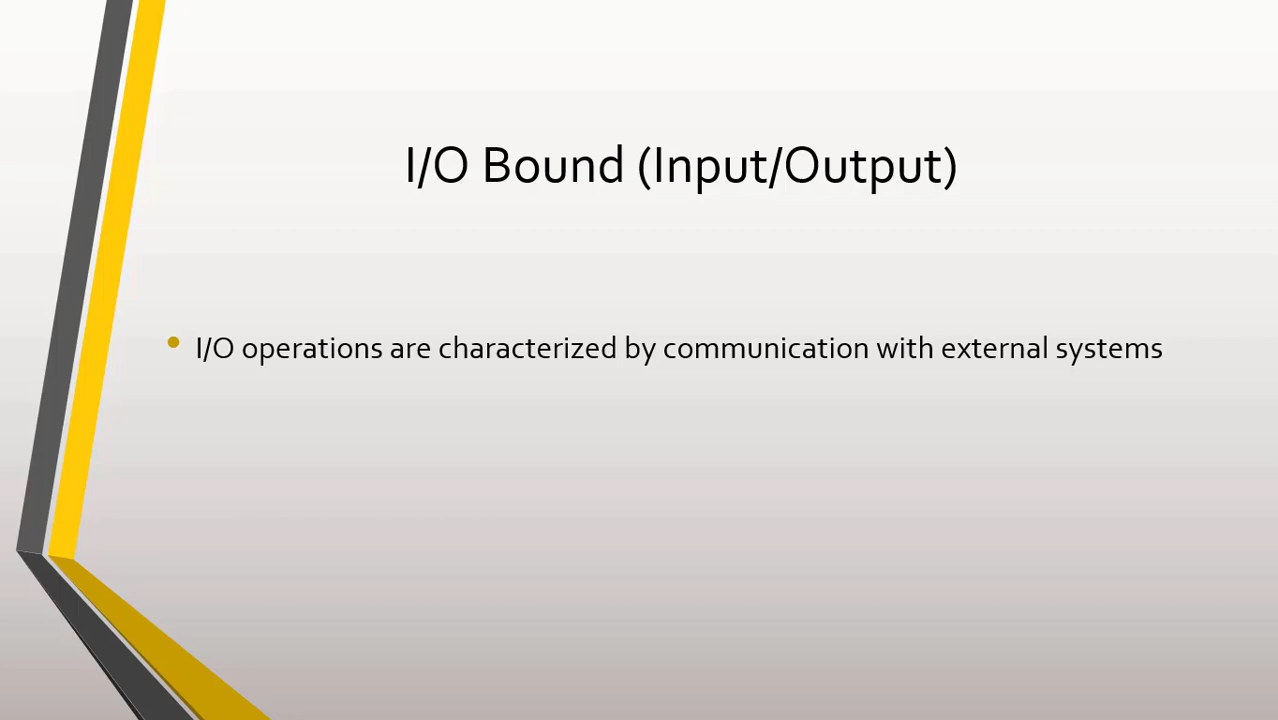 I/O Bound (Input/Output)
• I/O operations are characterized by communication with external systems